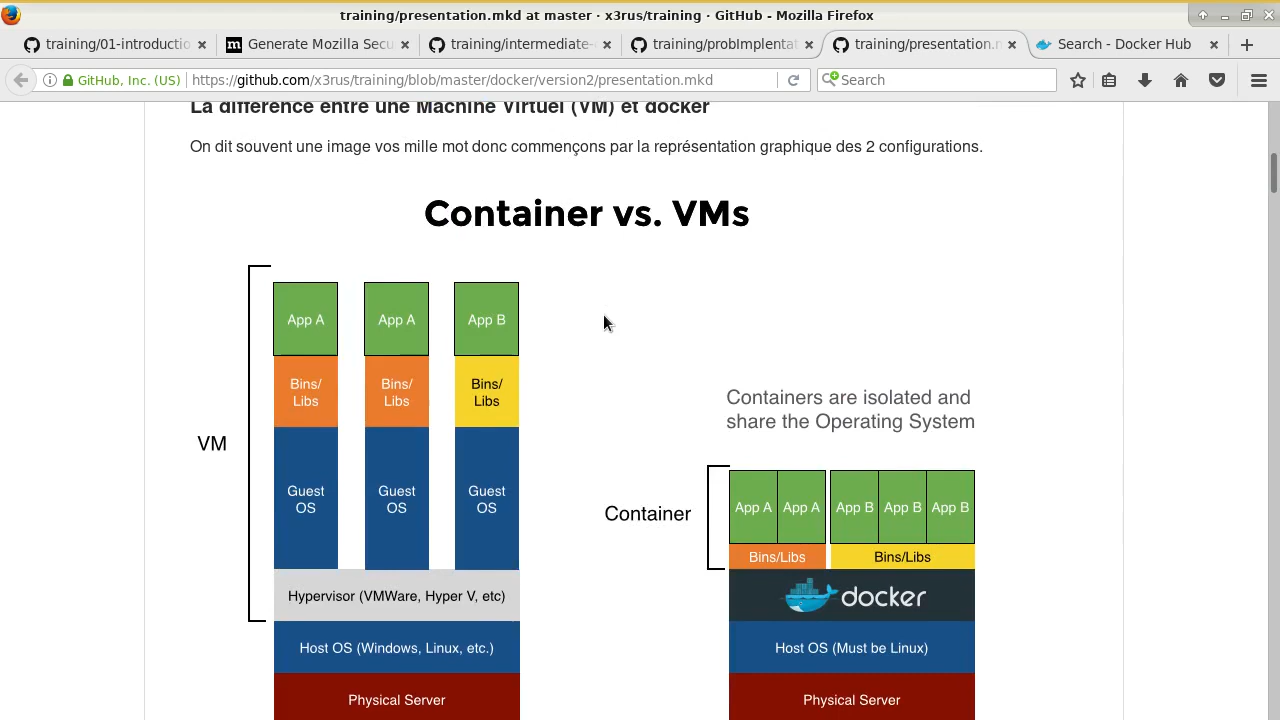 training/presentation.mkd at master · x3rus/training · GitHub - Mozilla Firefox
training/01-introductio
Generate Mozilla Secu
training/intermediate-
training/probImplentat
training/presentation.m
Search - Docker Hub
GitHub, Inc. (US)
https://github.com/x3rus/training/blob/master/docker/version2/presentation.mkd
Search
La différence entre une Machine Virtuel (VM) et docker
On dit souvent une image vos mille mot donc commençons par la représentation graphique des 2 configurations.
Container vs. VMs
App A
App A
App B
Bins/
Libs
Bins/
Libs
Bins/
Libs
VM
Guest
OS
Guest
OS
Guest
OS
Hypervisor (VMWare, Hyper V, etc)
Host OS (Windows, Linux, etc.)
Physical Server
Containers are isolated and
share the Operating System
Container
App A
App A
App B
App B
App B
Bins/Libs
Bins/Libs
docker
Host OS (Must be Linux)
Physical Server